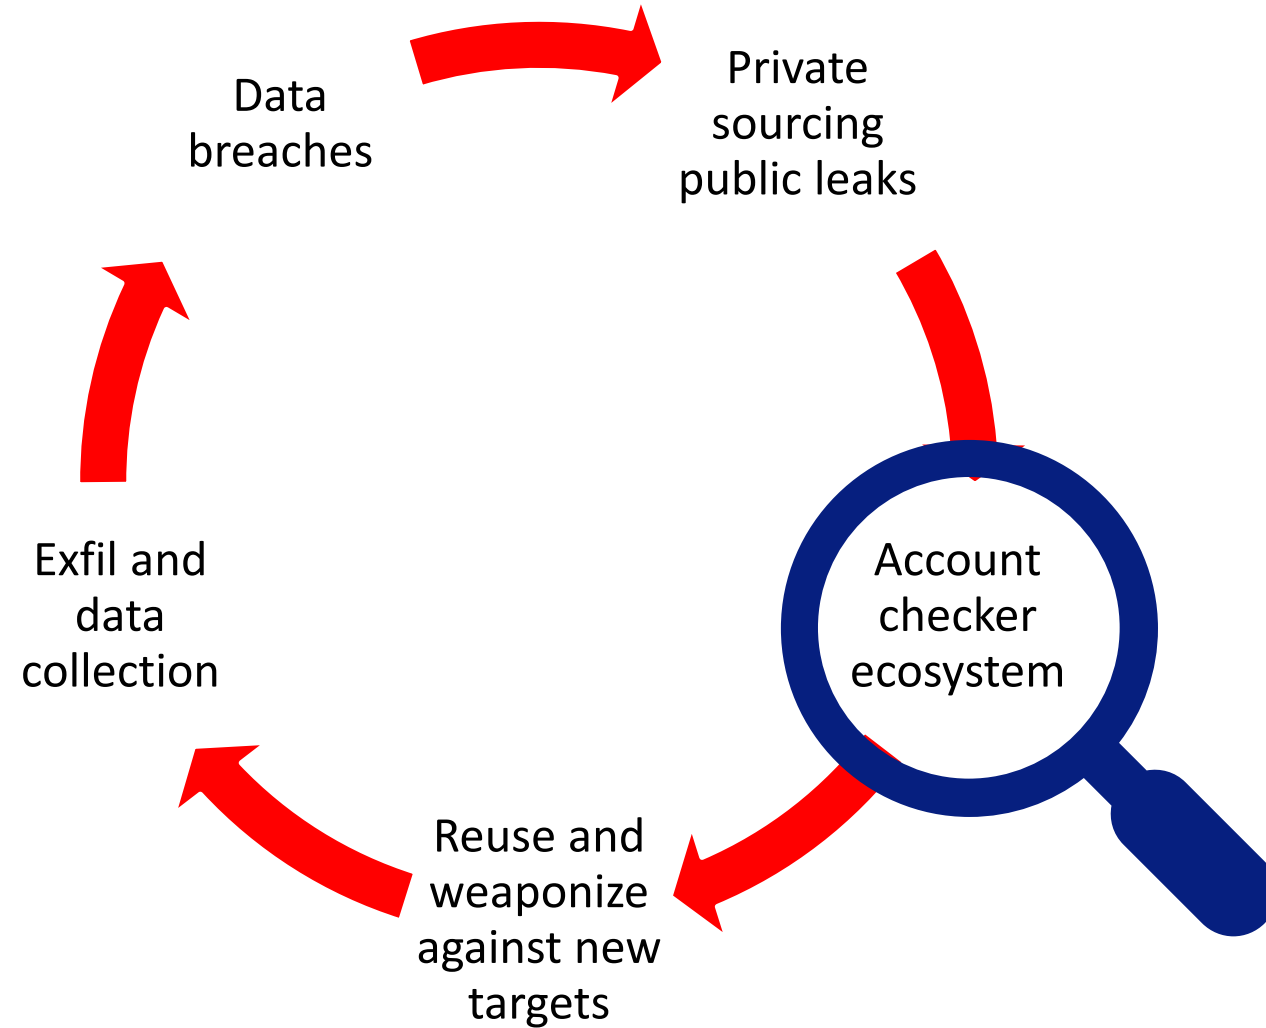 Data
breaches
Private
sourcing
public leaks
Account
checker
ecosystem
Reuse and
weaponize
against new
targets
Exfil and
data
collection